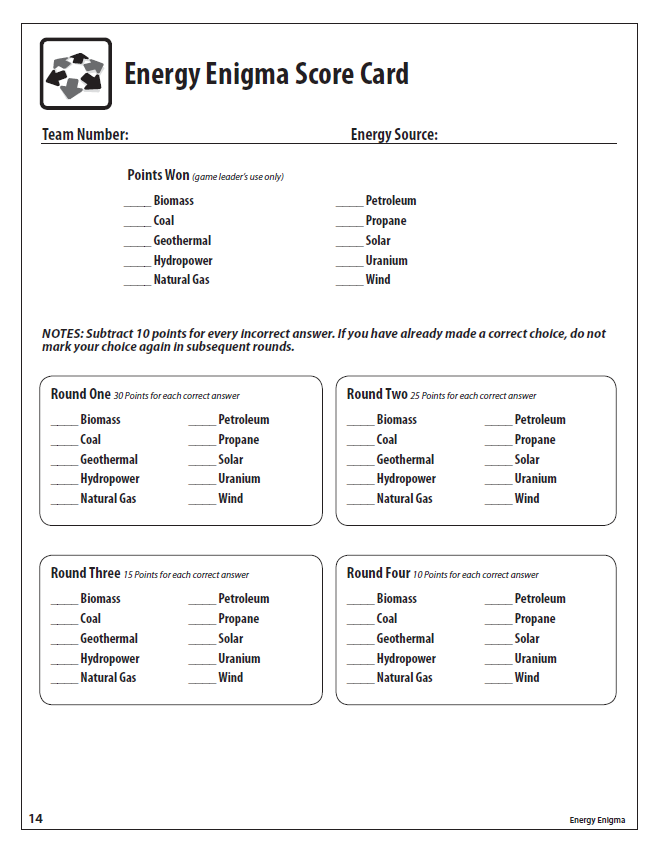 Energy Enigma Score Card
Team Number: Energy Source:
Points Won (game leader's use only)
_____ Biomass _____ Petroleum
_____ Coal _____ Propane
_____ Geothermal _____ Solar
_____ Hydropower _____ Uranium
_____ Natural Gas _____ Wind
NOTES: Subtract 10 points for every incorrect answer. If you have already made a correct choice, do not
mark your choice again in subsequent rounds.
Round One 30 Points for each correct answer
_____ Biomass _____ Petroleum
_____ Coal _____ Propane
_____ Geothermal _____ Solar
_____ Hydropower _____ Uranium
_____ Natural Gas _____ Wind
Round Two 25 Points for each correct answer
_____ Biomass _____ Petroleum
_____ Coal _____ Propane
_____ Geothermal _____ Solar
_____ Hydropower _____ Uranium
_____ Natural Gas _____ Wind
Round Three 15 Points for each correct answer
_____ Biomass _____ Petroleum
_____ Coal _____ Propane
_____ Geothermal _____ Solar
_____ Hydropower _____ Uranium
_____ Natural Gas _____ Wind
Round Four 10 Points for each correct answer
_____ Biomass _____ Petroleum
_____ Coal _____ Propane
_____ Geothermal _____ Solar
_____ Hydropower _____ Uranium
_____ Natural Gas _____ Wind
14 Energy Enigma